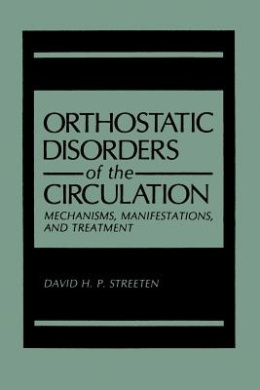 ORTHOSTATIC
DISORDERS
of the
CIRCULATION
MECHANISMS, MANIFESTATIONS,
AND TREATMENT
DAVID H. P. STREETEN